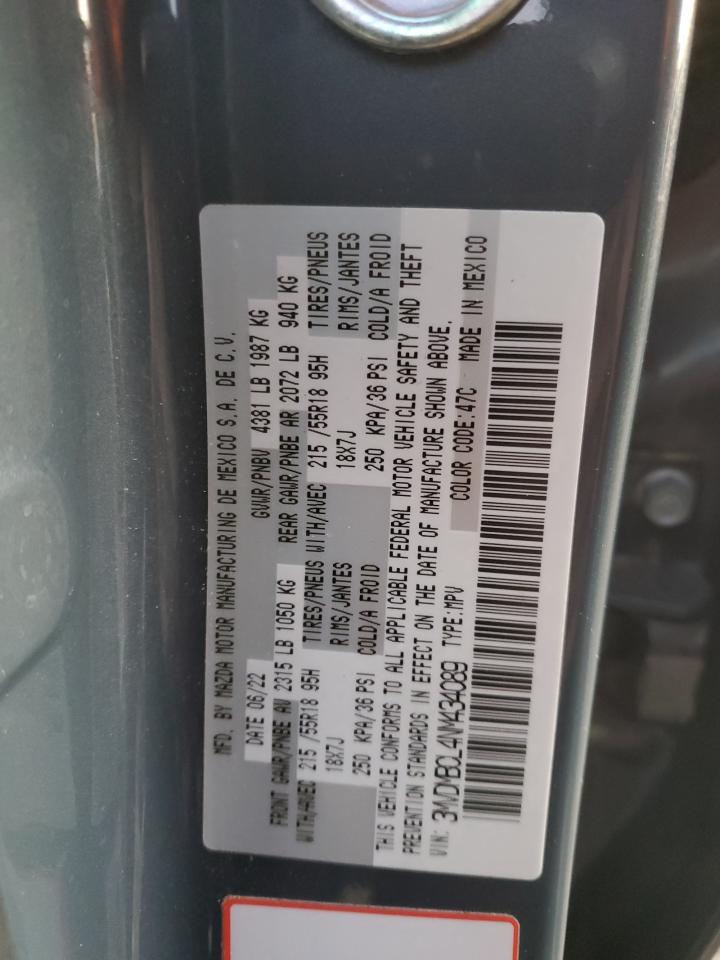 MFD. BY MAZDA MOTOR MANUFACTURING DE MEXICO S.A. DE C.V.
DATE 06/22 GVWR/PNBV 4381 LB 1987 KG
FRONT GAWR/PNBE AV 2315 LB 1050 KG REAR GAWR/PNBE AR 2072 LB 940 KG
WITH/AVEC 215 /55R18 95H TIRES/PNEUS WITH/AVEC 215 /55R18 95H TIRES/PNEUS
18X7J RIMS/JANTES 18X7J RIMS/JANTES
250 KPA/36 PSI COLD/A FROID 250 KPA/36 PSI COLD/A FROID
THIS VEHICLE CONFORMS TO ALL APPLICABLE FEDERAL MOTOR VEHICLE SAFETY AND THEFT
PREVENTION STANDARDS IN EFFECT ON THE DATE OF MANUFACTURE SHOWN ABOVE.
VIN: 3MVDMBCL4NM434089 TYPE:MPV
COLOR CODE:47C MADE IN MEXICO